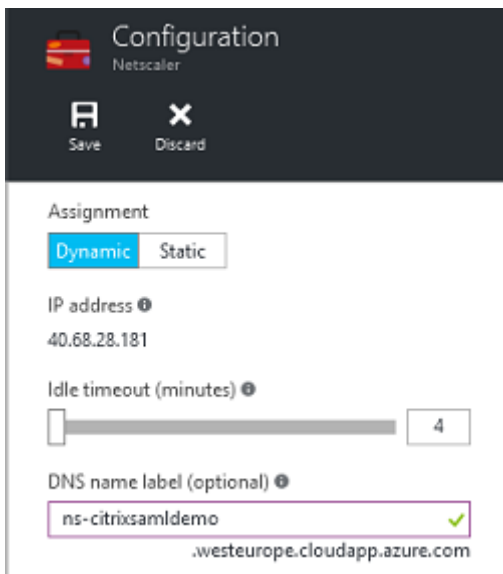 Configuration
Netscaler
Save Discard
Assignment
Dynamic Static
IP address
40.68.28.181
Idle timeout (minutes)
4
DNS name label (optional)
ns-citrixsamldemo
.westeurope.cloudapp.azure.com